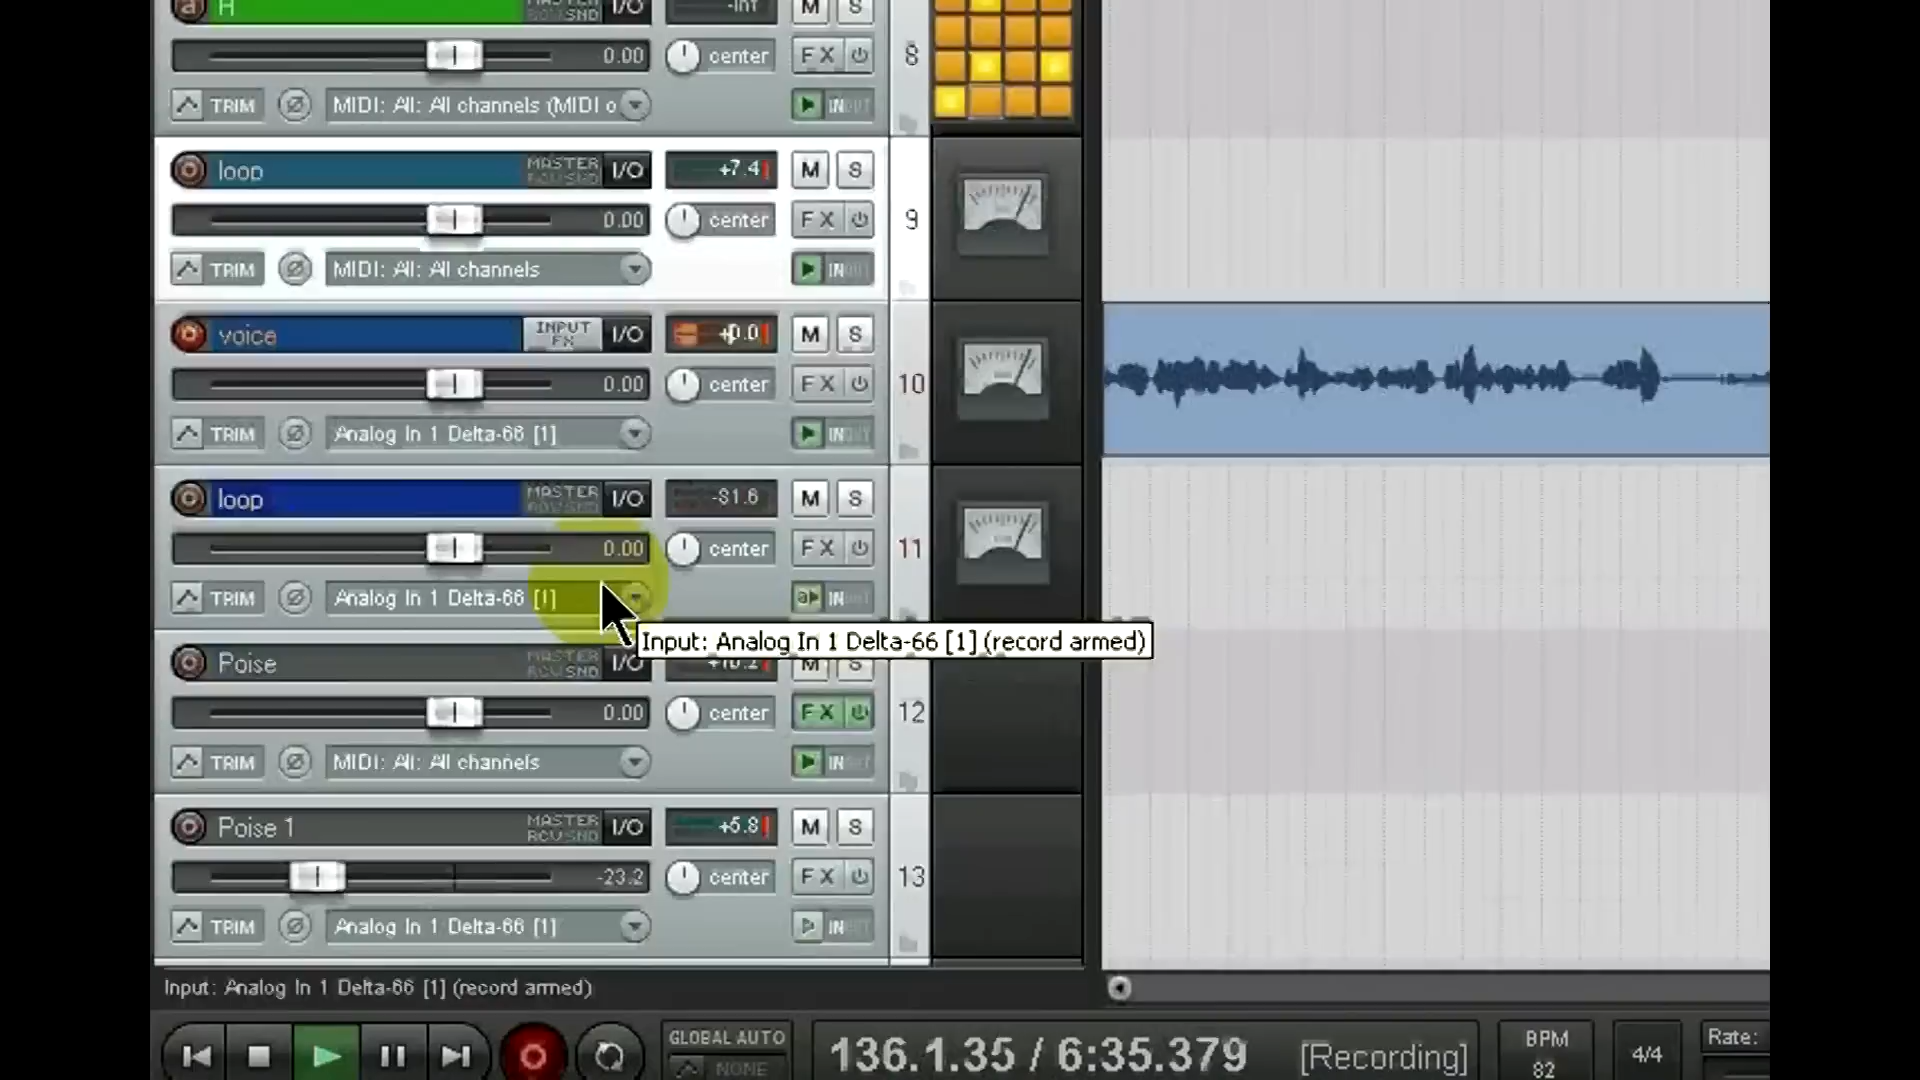 H MASTER RCV SND I/O -inf M S
0.00 center FX 8
TRIM MIDI: All: All channels (MIDI o IN OUT
loop MASTER RCV SND I/O +7.4 M S
0.00 center FX 9
TRIM MIDI: All: All channels IN OUT
voice INPUT FX I/O +0.0 M S
0.00 center FX 10
TRIM Analog In 1 Delta-66 [1] IN OUT
loop MASTER RCV SND I/O -81.6 M S
0.00 center FX 11
TRIM Analog In 1 Delta-66 [1] IN OUT
Input: Analog In 1 Delta-66 [1] (record armed)
Poise MASTER RCV SND I/O +10.2 M S
0.00 center FX 12
TRIM MIDI: All: All channels IN OUT
Poise 1 MASTER RCV SND I/O +5.8 M S
-23.2 center FX 13
TRIM Analog In 1 Delta-66 [1] IN OUT
Input: Analog In 1 Delta-66 [1] (record armed)
GLOBAL AUTO
NONE
136.1.35 / 6:35.379 [Recording]
BPM
82
4/4
Rate: